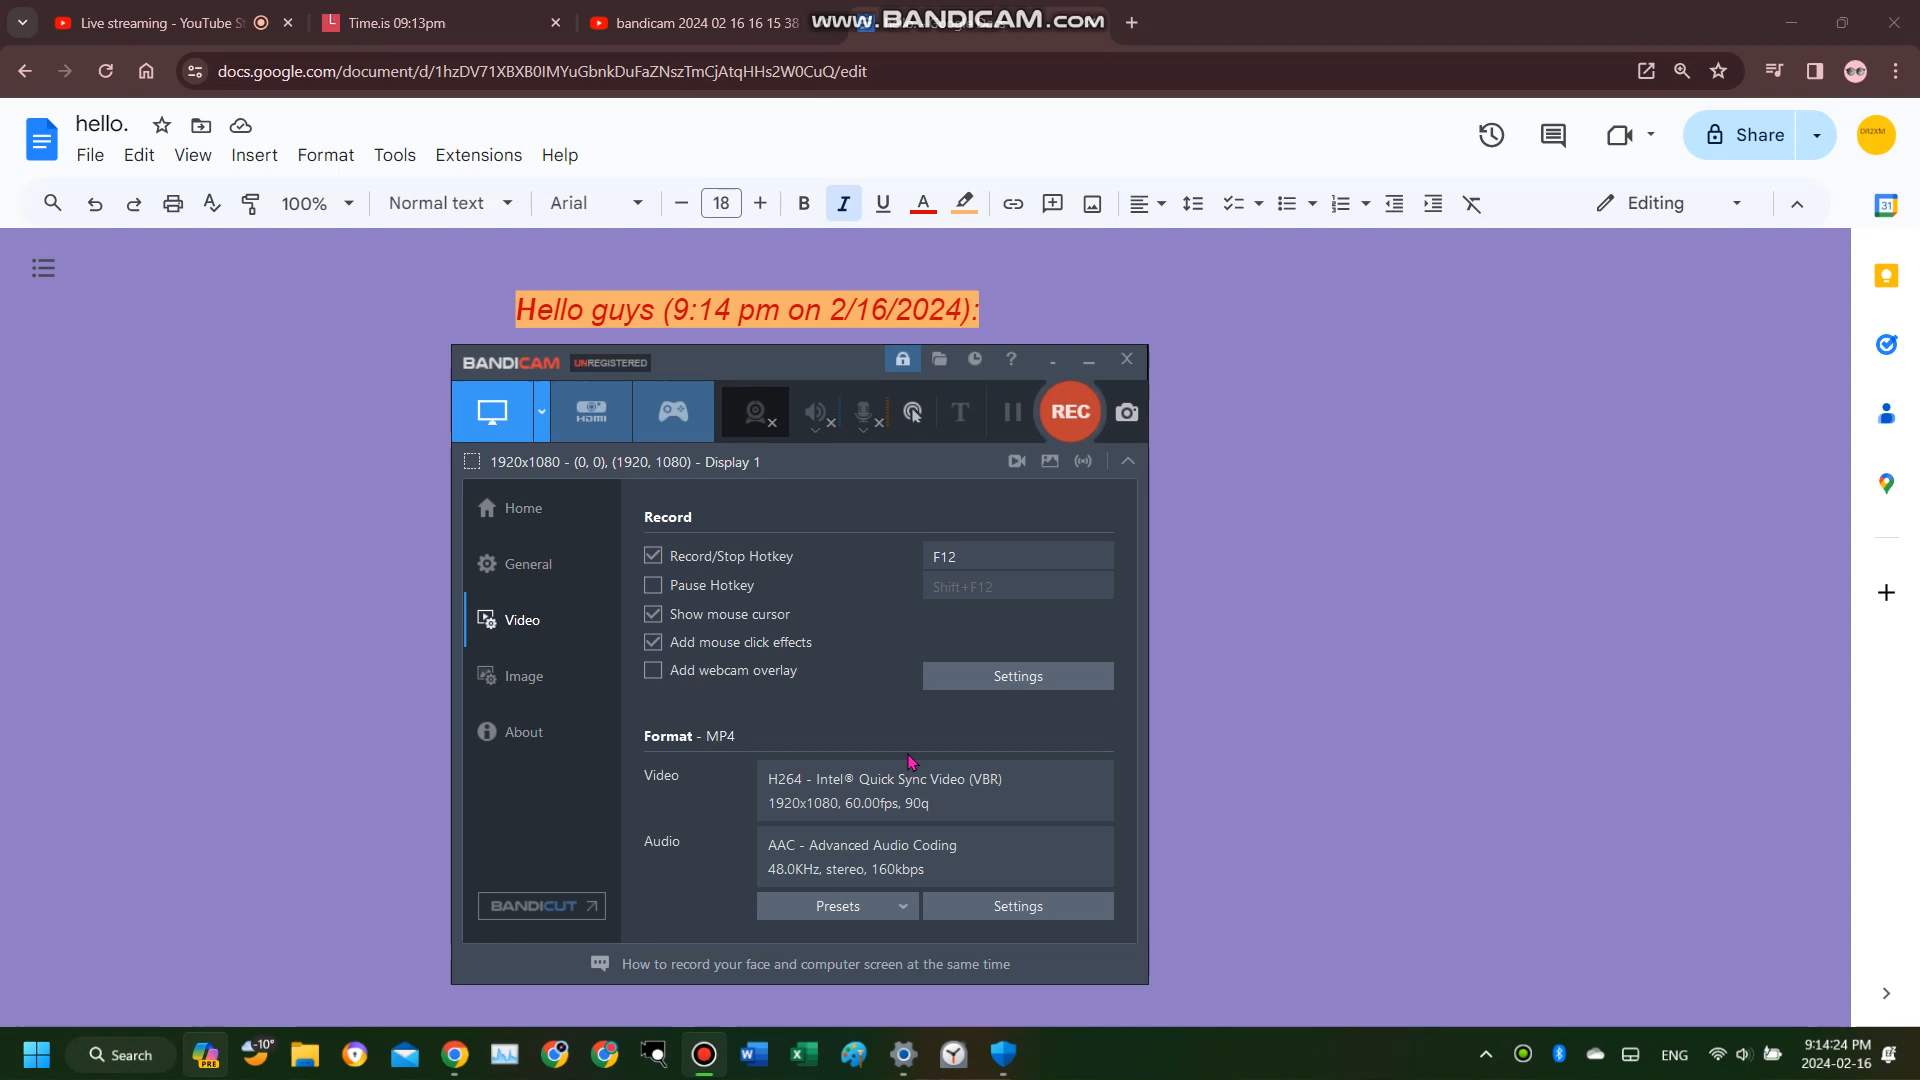 Live streaming - YouTube S
Time.is 09:13pm
bandicam 2024 02 16 16 15 38
WWW.BANDICAM.COM
docs.google.com/document/d/1hzDV71XBXB0IMYuGbnkDuFaZNszTmCjAtqHHs2W0CuQ/edit
hello.
File Edit View Insert Format Tools Extensions Help
Share
DR2XM
100% Normal text Arial 18 B I U A Editing
31
Hello guys (9:14 pm on 2/16/2024):
BANDICAM UNREGISTERED
HDMI
T
REC
1920x1080 - (0, 0), (1920, 1080) - Display 1
Home
General
Video
Image
About
BANDICUT
Record
Record/Stop Hotkey F12
Pause Hotkey Shift+F12
Show mouse cursor
Add mouse click effects
Add webcam overlay
Settings
Format - MP4
Video H264 - Intel® Quick Sync Video (VBR)
1920x1080, 60.00fps, 90q
Audio AAC - Advanced Audio Coding
48.0KHz, stereo, 160kbps
Presets Settings
How to record your face and computer screen at the same time
Search
PRE
-10°
ENG
9:14:24 PM
2024-02-16